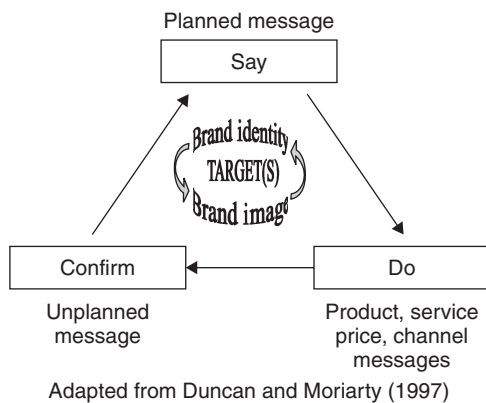 Planned message
Say
Brand identity
TARGET(S)
Brand image
Confirm
Do
Unplanned
message
Product, service
price, channel
messages
Adapted from Duncan and Moriarty (1997)